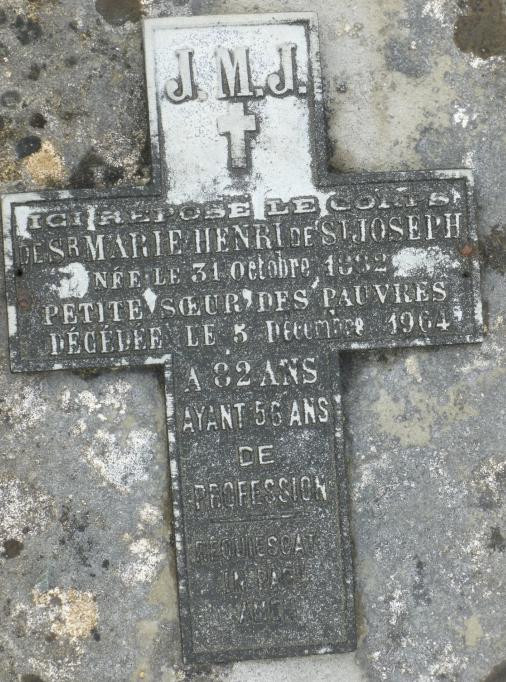 J. M. J.
ICI REPOSE LE CORPS
DE SR MARIE HENRI DE ST JOSEPH
NÉE LE 31 Octobre 1882
PETITE SŒUR DES PAUVRES
DÉCÉDÉE LE 5 Décembre 1964
A 82 ANS
AYANT 56 ANS
DE
PROFESSION
REQUIESCAT
IN PACE
AMEN